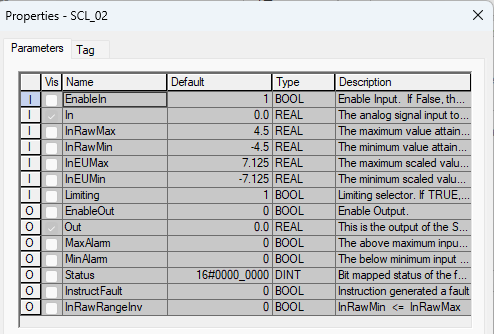 Properties - SCL_02
Parameters Tag
Vis Name Default Type Description
I EnableIn 1 BOOL Enable Input. If False, th...
I In 0.0 REAL The analog signal input to...
I InRawMax 4.5 REAL The maximum value attain...
I InRawMin -4.5 REAL The minimum value attain...
I InEUMax 7.125 REAL The maximum scaled valu...
I InEUMin -7.125 REAL The minimum scaled valu...
I Limiting 1 BOOL Limiting selector. If TRUE,...
O EnableOut 0 BOOL Enable Output.
O Out 0.0 REAL This is the output of the S...
O MaxAlarm 0 BOOL The above maximum inpu...
O MinAlarm 0 BOOL The below minimum input ...
O Status 16#0000_0000 DINT Bit mapped status of the f...
O InstructFault 0 BOOL Instruction generated a fault
O InRawRangeInv 0 BOOL InRawMin <= InRawMax